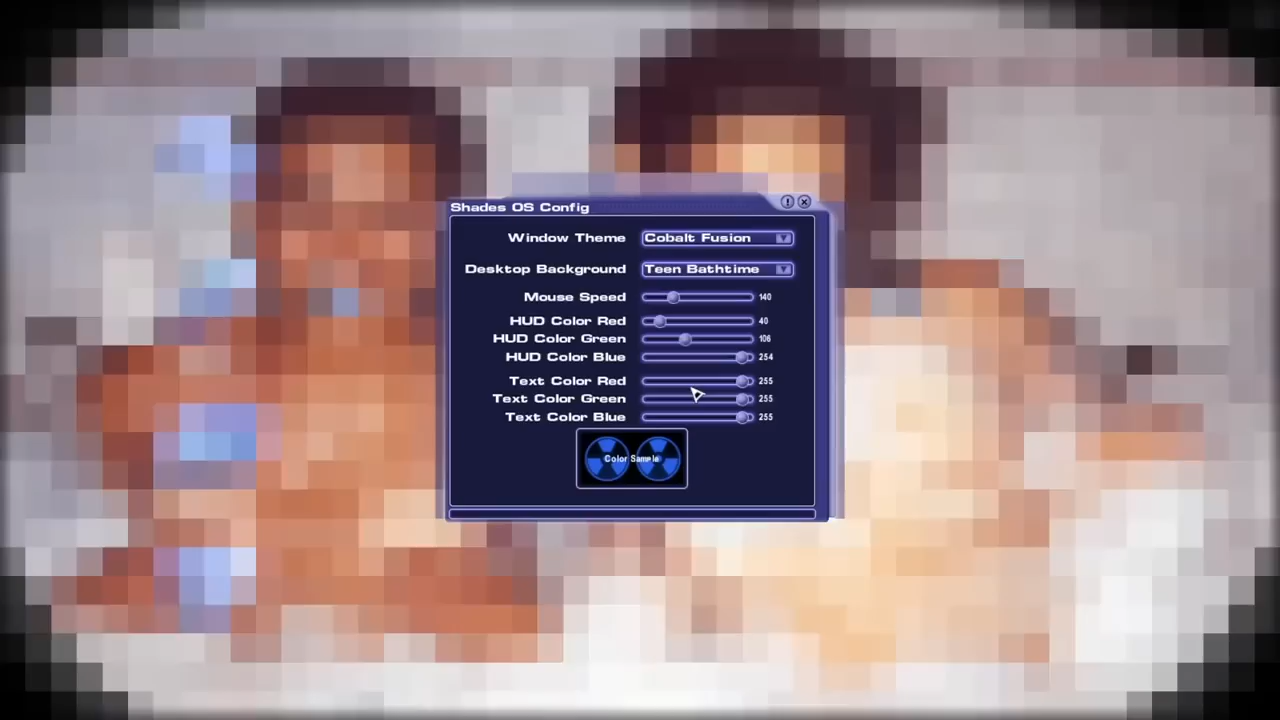 Shades OS Config
Window Theme Cobalt Fusion
Desktop Background Teen Bathtime
Mouse Speed 140
HUD Color Red 40
HUD Color Green 106
HUD Color Blue 254
Text Color Red 255
Text Color Green 255
Text Color Blue 255
Color Sample